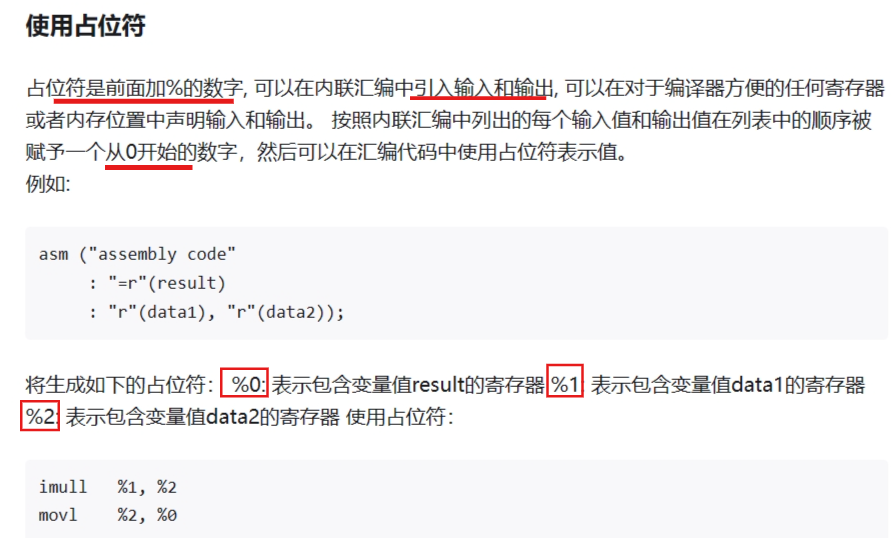 使用占位符
占位符是前面加%的数字, 可以在内联汇编中引入输入和输出, 可以在对于编译器方便的任何寄存器
或者内存位置中声明输入和输出。 按照内联汇编中列出的每个输入值和输出值在列表中的顺序被
赋予一个从0开始的数字，然后可以在汇编代码中使用占位符表示值。
例如:
asm ("assembly code"
: "=r"(result)
: "r"(data1), "r"(data2));
将生成如下的占位符： %0: 表示包含变量值result的寄存器 %1: 表示包含变量值data1的寄存器
%2: 表示包含变量值data2的寄存器 使用占位符：
imull %1, %2
movl %2, %0